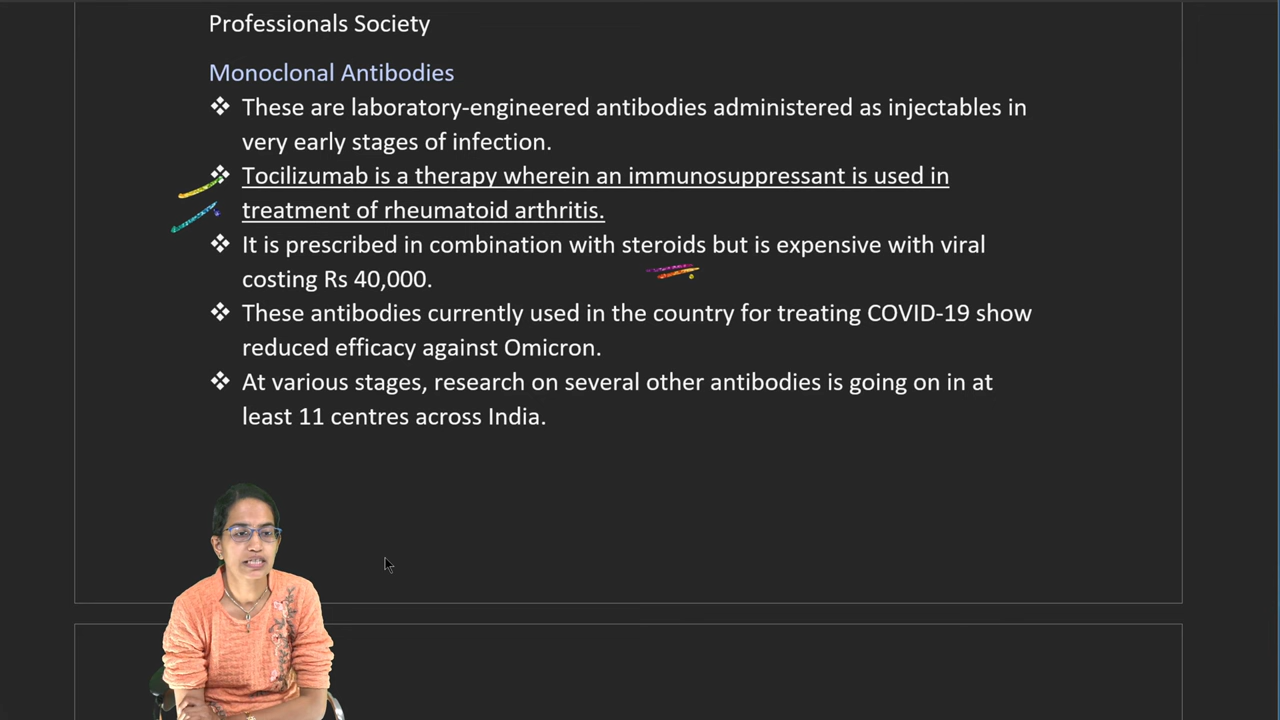 Professionals Society
Monoclonal Antibodies
❖ These are laboratory-engineered antibodies administered as injectables in
very early stages of infection.
❖ Tocilizumab is a therapy wherein an immunosuppressant is used in
treatment of rheumatoid arthritis.
❖ It is prescribed in combination with steroids but is expensive with viral
costing Rs 40,000.
❖ These antibodies currently used in the country for treating COVID-19 show
reduced efficacy against Omicron.
❖ At various stages, research on several other antibodies is going on in at
least 11 centres across India.